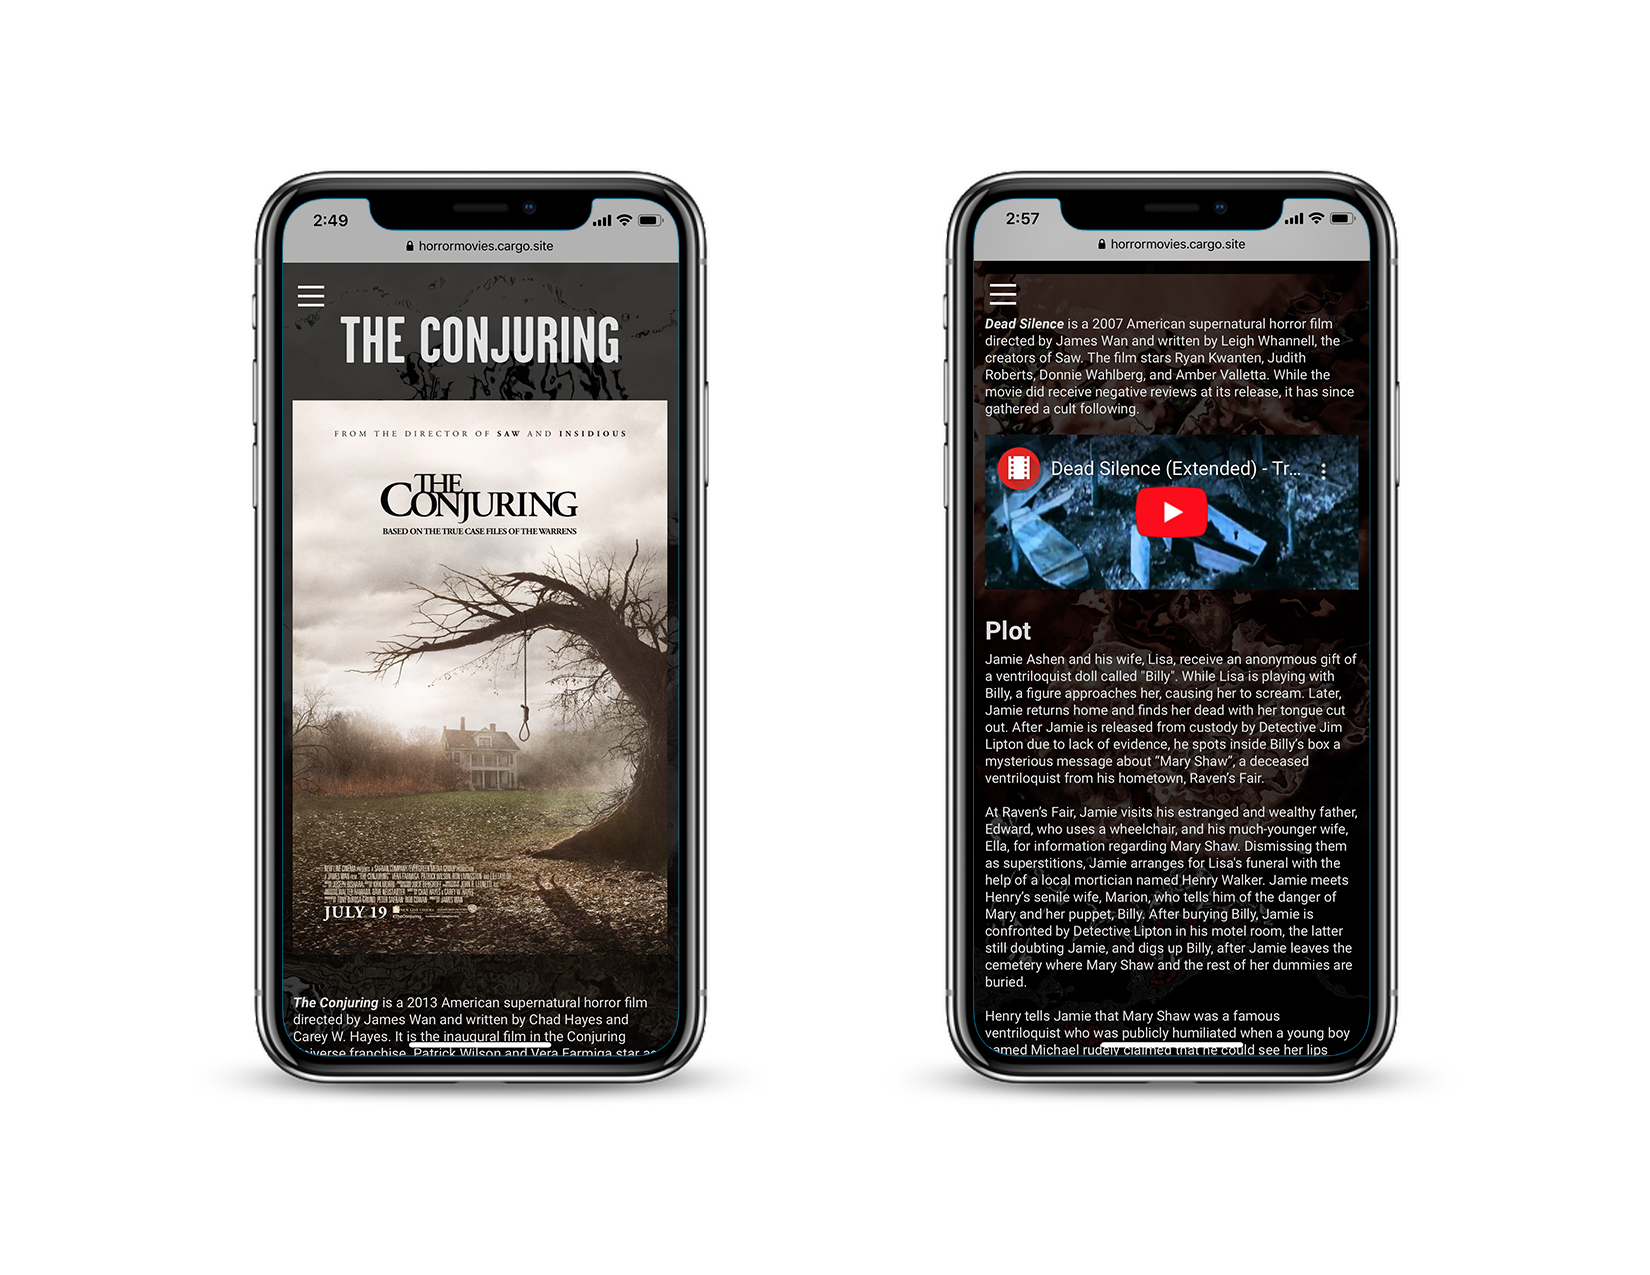 2:49
horrormovies.cargo.site
THE CONJURING
FROM THE DIRECTOR OF SAW AND INSIDIOUS
THE
CONJURING
BASED ON THE TRUE CASE FILES OF THE WARRENS
JULY 19
The Conjuring is a 2013 American supernatural horror film
directed by James Wan and written by Chad Hayes and
Carey W. Hayes. It is the inaugural film in the Conjuring
franchise. Patrick Wilson and Vera Farmiga star as
2:57
horrormovies.cargo.site
Dead Silence is a 2007 American supernatural horror film
directed by James Wan and written by Leigh Whannell, the
creators of Saw. The film stars Ryan Kwanten, Judith
Roberts, Donnie Wahlberg, and Amber Valletta. While the
movie did receive negative reviews at its release, it has since
gathered a cult following.
Dead Silence (Extended) - Tr...
Plot
Jamie Ashen and his wife, Lisa, receive an anonymous gift of
a ventriloquist doll called "Billy". While Lisa is playing with
Billy, a figure approaches her, causing her to scream. Later,
Jamie returns home and finds her dead with her tongue cut
out. After Jamie is released from custody by Detective Jim
Lipton due to lack of evidence, he spots inside Billy’s box a
mysterious message about “Mary Shaw”, a deceased
ventriloquist from his hometown, Raven’s Fair.
At Raven’s Fair, Jamie visits his estranged and wealthy father,
Edward, who uses a wheelchair, and his much-younger wife,
Ella, for information regarding Mary Shaw. Dismissing them
as superstitions, Jamie arranges for Lisa's funeral with the
help of a local mortician named Henry Walker. Jamie meets
Henry’s senile wife, Marion, who tells him of the danger of
Mary and her puppet, Billy. After burying Billy, Jamie is
confronted by Detective Lipton in his motel room, the latter
still doubting Jamie, and digs up Billy, after Jamie leaves the
cemetery where Mary Shaw and the rest of her dummies are
buried.
Henry tells Jamie that Mary Shaw was a famous
ventriloquist who was publicly humiliated when a young boy
named Michael rudely claimed that he could see her lips